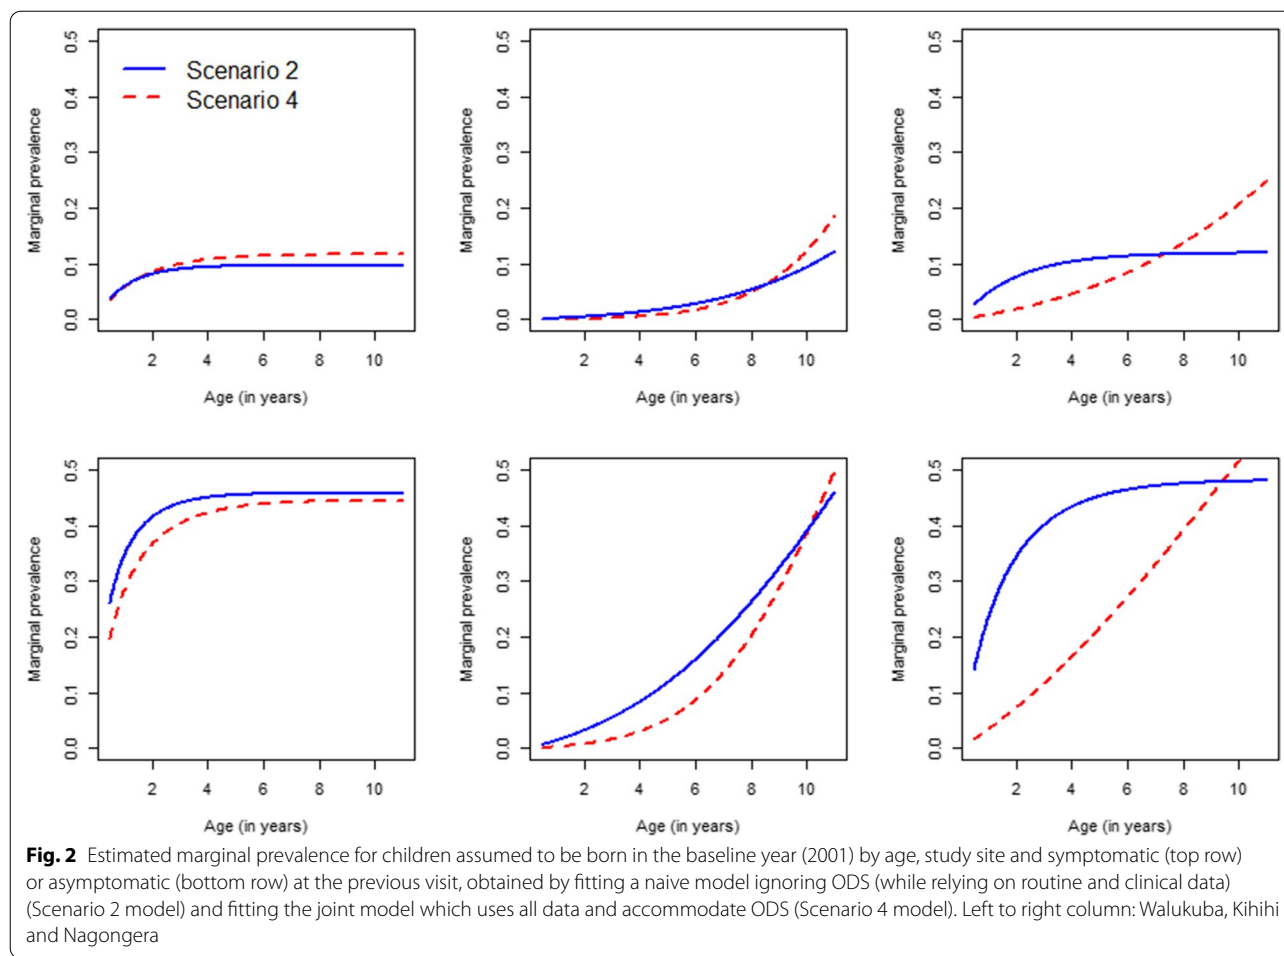 0.5
0.4
0.3
0.2
0.1
0.0
Marginal prevalence
Scenario 2
Scenario 4
2 4 6 8 10
Age (in years)
0.5
0.4
0.3
0.2
0.1
0.0
Marginal prevalence
2 4 6 8 10
Age (in years)
0.5
0.4
0.3
0.2
0.1
0.0
Marginal prevalence
2 4 6 8 10
Age (in years)
0.5
0.4
0.3
0.2
0.1
0.0
Marginal prevalence
2 4 6 8 10
Age (in years)
0.5
0.4
0.3
0.2
0.1
0.0
Marginal prevalence
2 4 6 8 10
Age (in years)
0.5
0.4
0.3
0.2
0.1
0.0
Marginal prevalence
2 4 6 8 10
Age (in years)
Fig. 2 Estimated marginal prevalence for children assumed to be born in the baseline year (2001) by age, study site and symptomatic (top row)
or asymptomatic (bottom row) at the previous visit, obtained by fitting a naive model ignoring ODS (while relying on routine and clinical data)
(Scenario 2 model) and fitting the joint model which uses all data and accommodate ODS (Scenario 4 model). Left to right column: Walukuba, Kihihi
and Nagongera